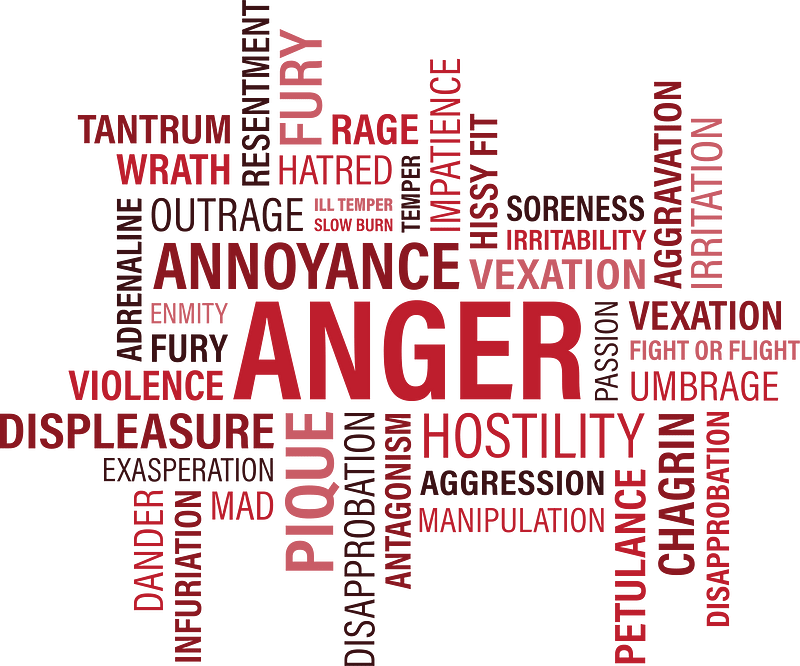 RESENTMENT
FURY
TANTRUM
RAGE
IMPATIENCE
WRATH
HATRED
TEMPER
HISSY FIT
AGGRAVATION
IRRITATION
ADRENALINE
OUTRAGE
ILL TEMPER
SLOW BURN
SORENESS
IRRITABILITY
ANNOYANCE
VEXATION
ENMITY
FURY
ANGER
PASSION
VEXATION
FIGHT OR FLIGHT
UMBRAGE
VIOLENCE
DISPLEASURE
PIQUE
DISAPPROBATION
ANTAGONISM
HOSTILITY
CHAGRIN
DISAPPROBATION
EXASPERATION
AGGRESSION
PETULANCE
DANDER
INFURIATION
MAD
MANIPULATION